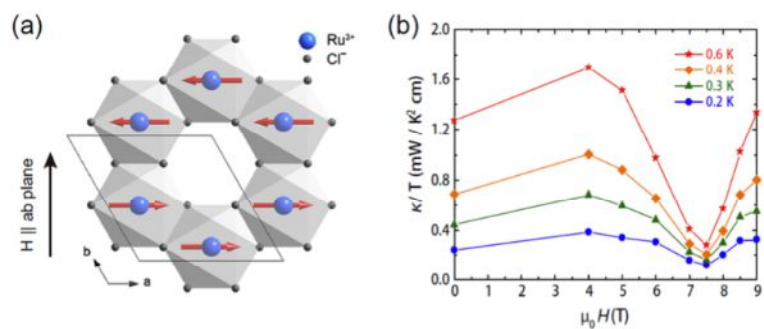 (a)
Ru³⁺
Cl⁻
H || ab plane
b
a
(b)
κ/T (mW / K² cm)
2.0
1.6
1.2
0.8
0.4
0.0
0.6 K
0.4 K
0.3 K
0.2 K
0 1 2 3 4 5 6 7 8 9
μ₀H(T)